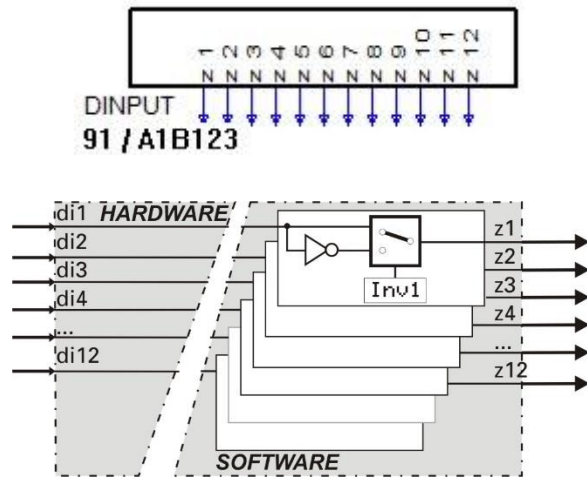 1 2 3 4 5 6 7 8 9 10 11 12
Z Z Z Z Z Z Z Z Z Z Z Z
DINPUT
91 / A1B123
di1 HARDWARE z1
di2 z2
di3 z3
Inv1
di4 z4
... ...
di12 z12
SOFTWARE